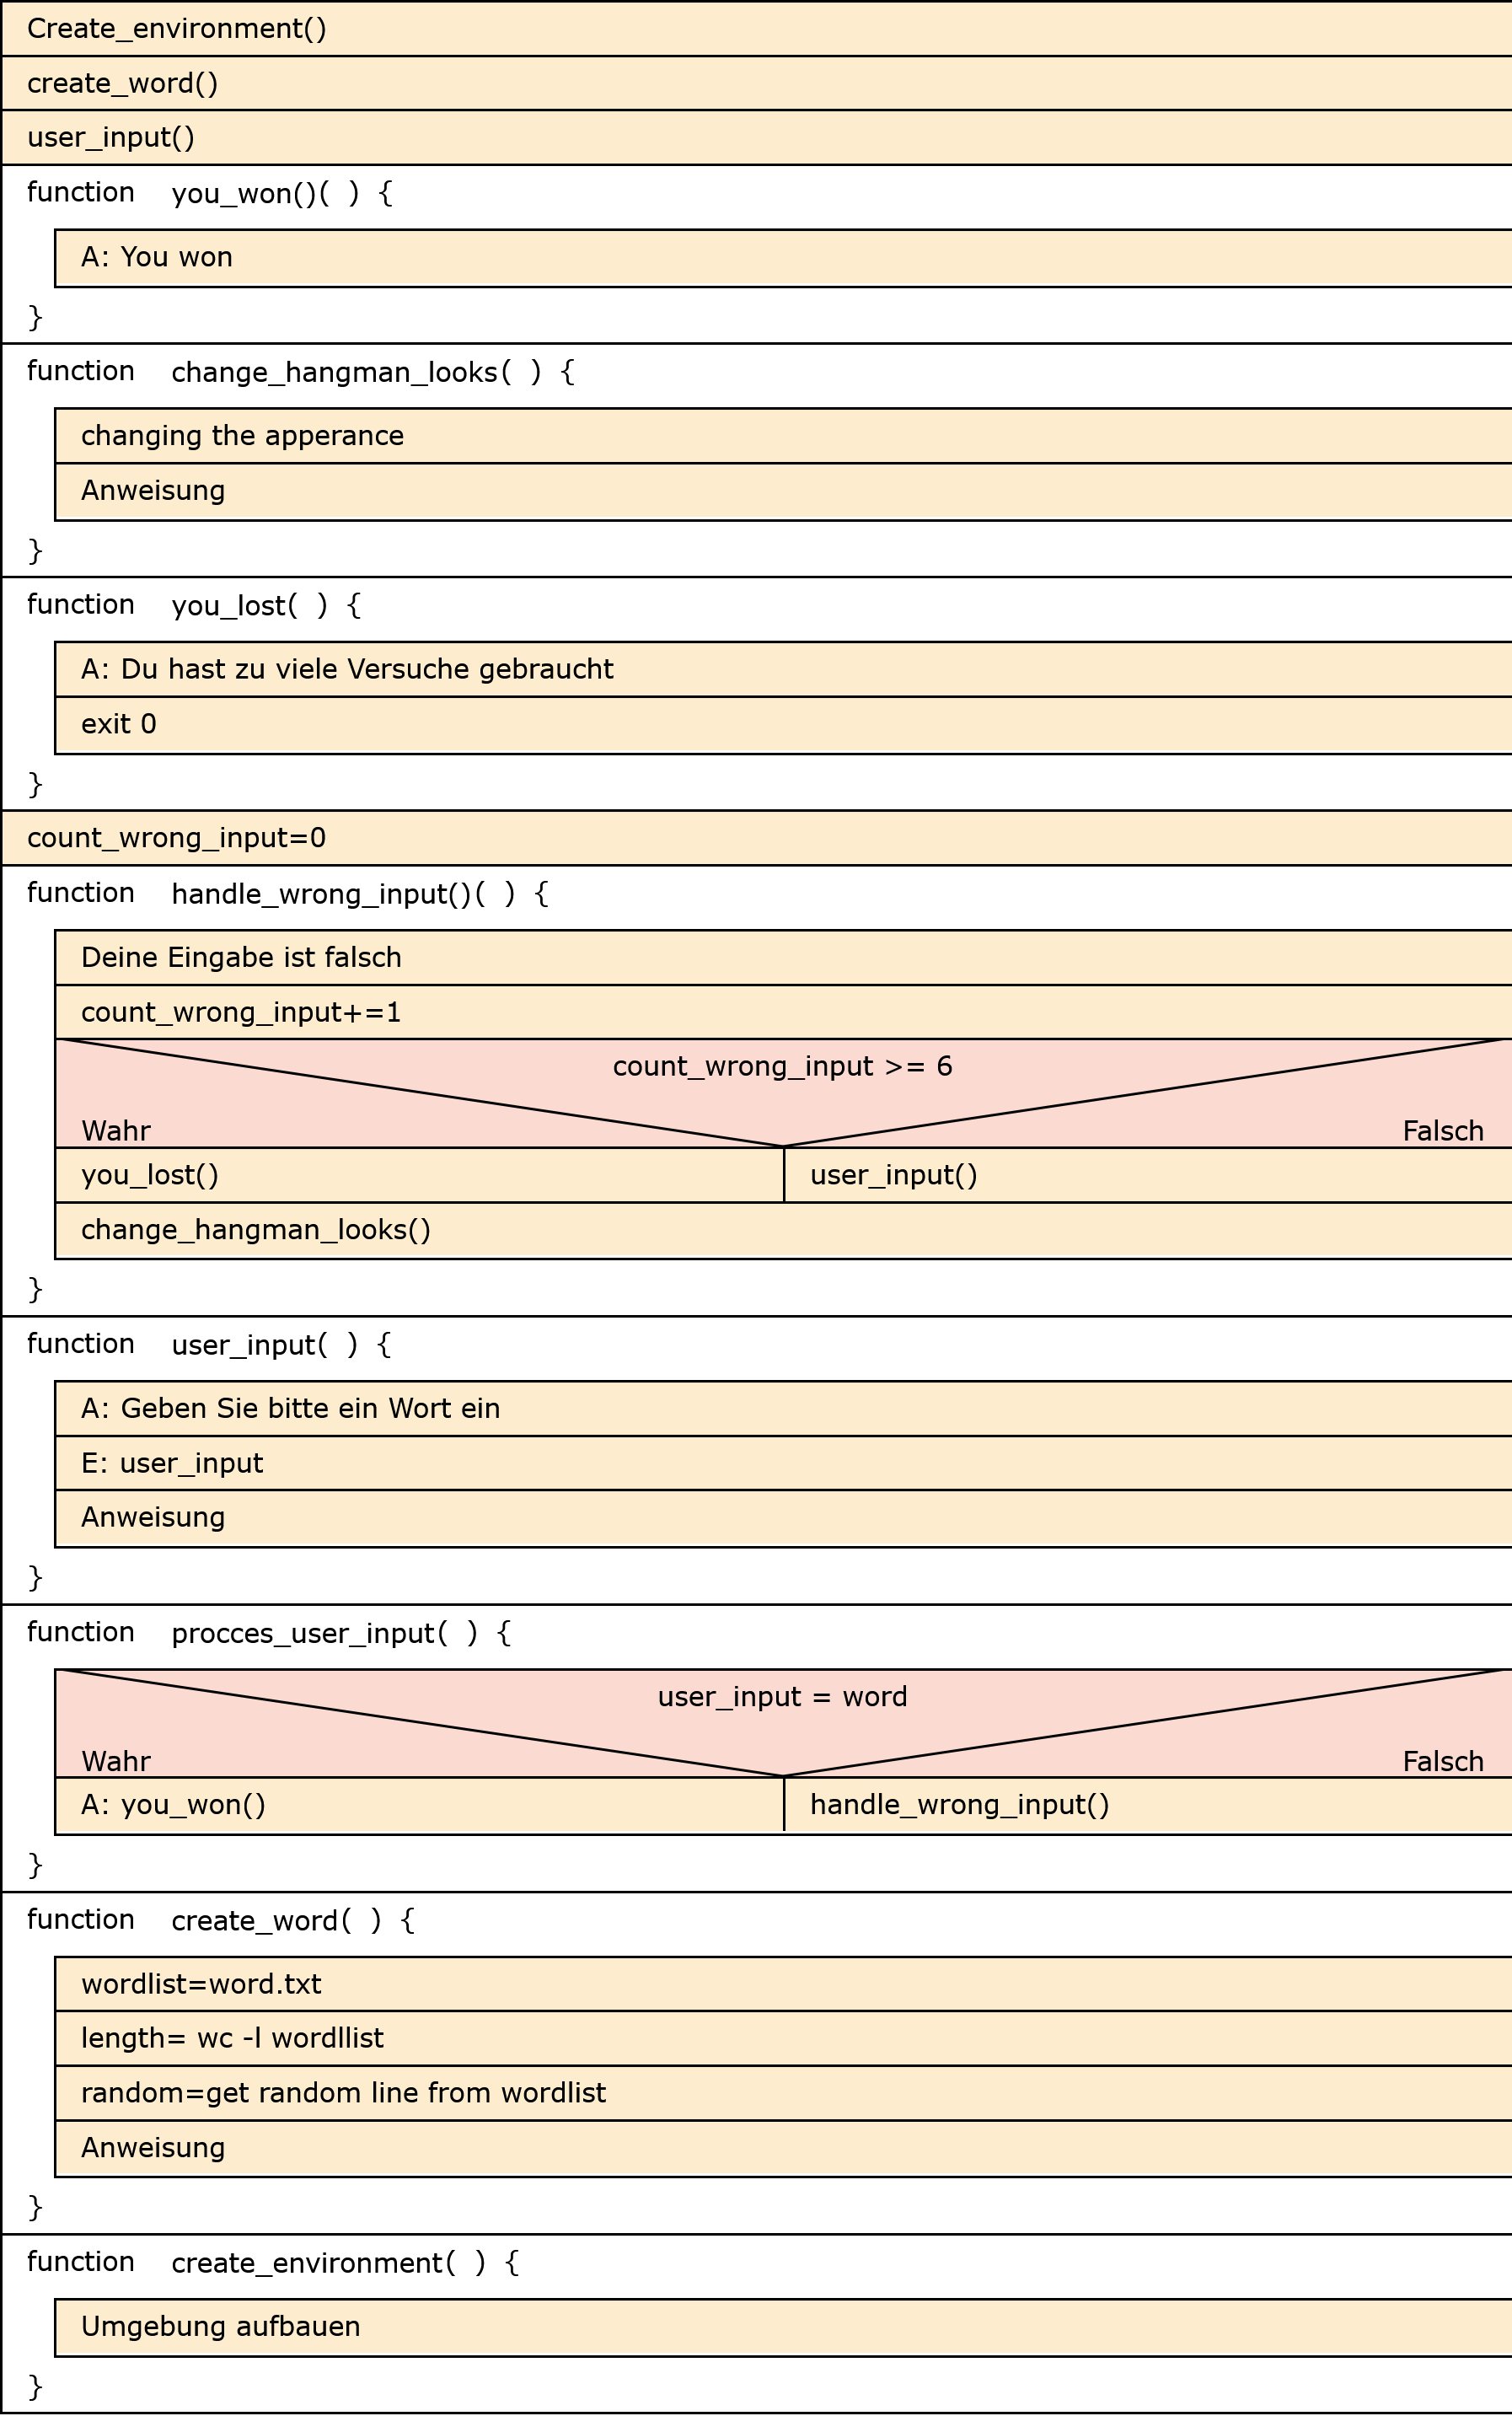 Create_environment()
create_word()
user_input()
function you_won()( ) {
A: You won
}
function change_hangman_looks( ) {
changing the apperance
Anweisung
}
function you_lost( ) {
A: Du hast zu viele Versuche gebraucht
exit 0
}
count_wrong_input=0
function handle_wrong_input()( ) {
Deine Eingabe ist falsch
count_wrong_input+=1
count_wrong_input >= 6
Wahr Falsch
you_lost() user_input()
change_hangman_looks()
}
function user_input( ) {
A: Geben Sie bitte ein Wort ein
E: user_input
Anweisung
}
function procces_user_input( ) {
user_input = word
Wahr Falsch
A: you_won() handle_wrong_input()
}
function create_word( ) {
wordlist=word.txt
length= wc -l wordllist
random=get random line from wordlist
Anweisung
}
function create_environment( ) {
Umgebung aufbauen
}